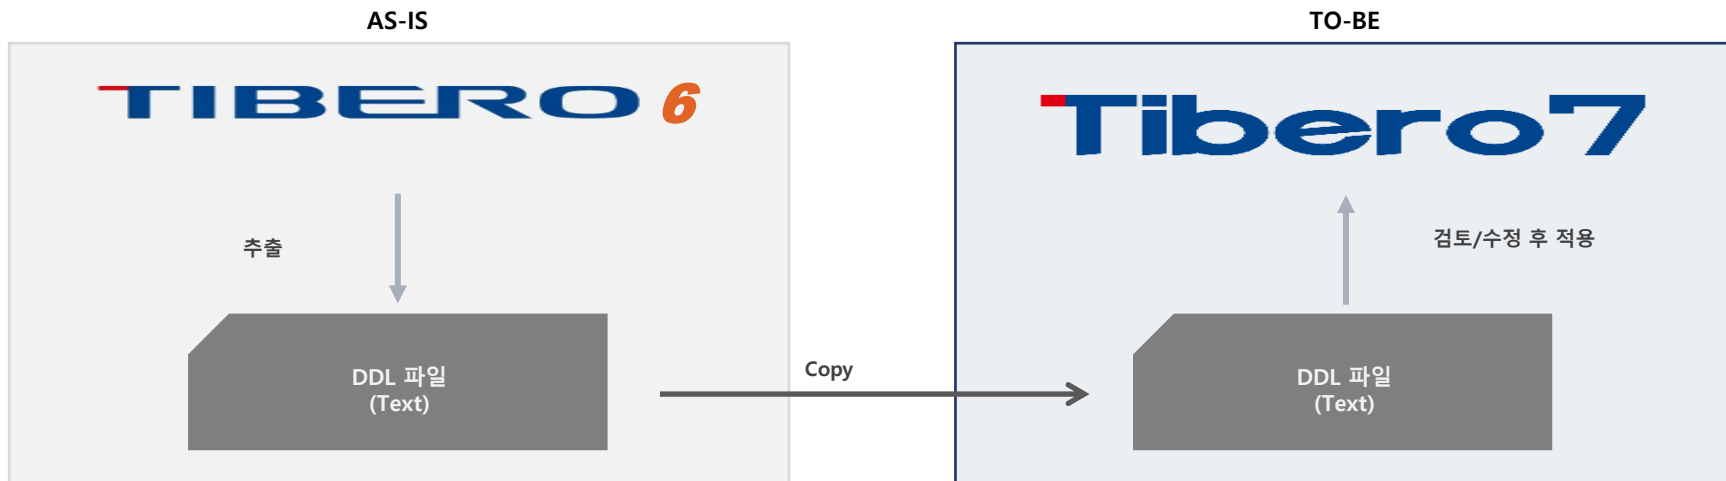 AS-IS
TIBERO 6
추출
DDL 파일
(Text)
Copy
TO-BE
Tibero7
검토/수정 후 적용
DDL 파일
(Text)